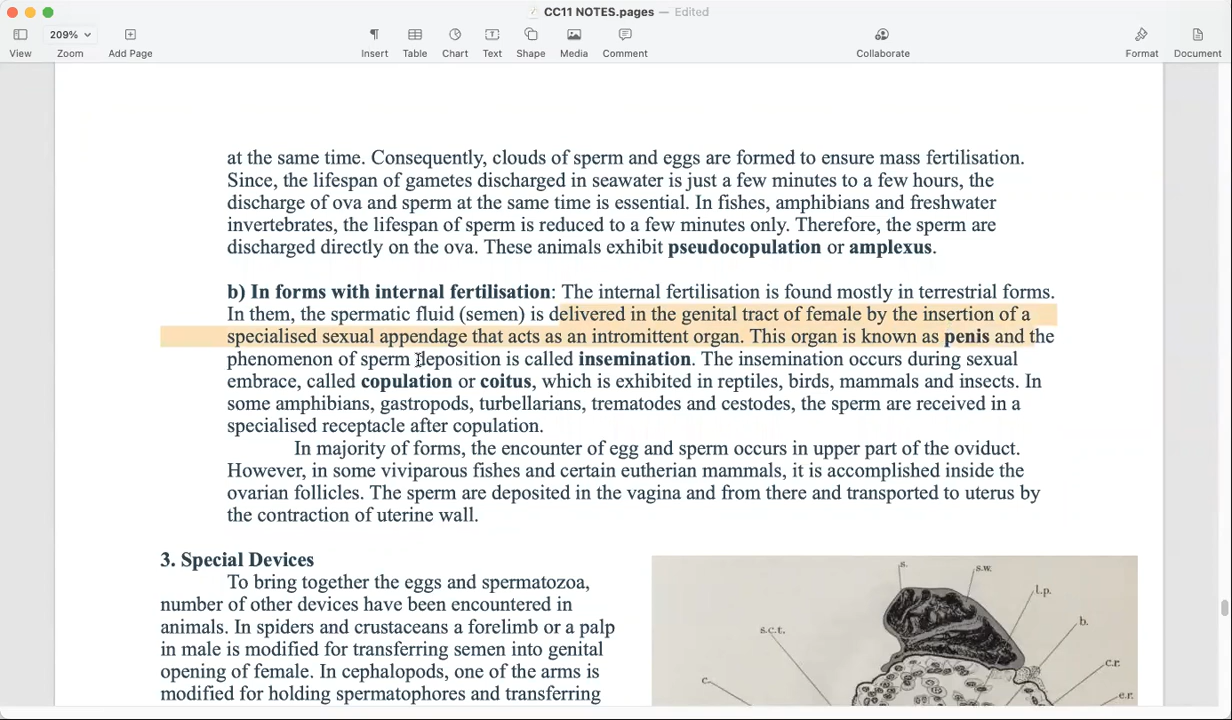 CC11 NOTES.pages — Edited
209%
View Zoom Add Page Insert Table Chart Text Shape Media Comment Collaborate Format Document
at the same time. Consequently, clouds of sperm and eggs are formed to ensure mass fertilisation.
Since, the lifespan of gametes discharged in seawater is just a few minutes to a few hours, the
discharge of ova and sperm at the same time is essential. In fishes, amphibians and freshwater
invertebrates, the lifespan of sperm is reduced to a few minutes only. Therefore, the sperm are
discharged directly on the ova. These animals exhibit pseudocopulation or amplexus.
b) In forms with internal fertilisation: The internal fertilisation is found mostly in terrestrial forms.
In them, the spermatic fluid (semen) is delivered in the genital tract of female by the insertion of a
specialised sexual appendage that acts as an intromittent organ. This organ is known as penis and the
phenomenon of sperm deposition is called insemination. The insemination occurs during sexual
embrace, called copulation or coitus, which is exhibited in reptiles, birds, mammals and insects. In
some amphibians, gastropods, turbellarians, trematodes and cestodes, the sperm are received in a
specialised receptacle after copulation.
In majority of forms, the encounter of egg and sperm occurs in upper part of the oviduct.
However, in some viviparous fishes and certain eutherian mammals, it is accomplished inside the
ovarian follicles. The sperm are deposited in the vagina and from there and transported to uterus by
the contraction of uterine wall.
3. Special Devices
To bring together the eggs and spermatozoa,
number of other devices have been encountered in
animals. In spiders and crustaceans a forelimb or a palp
in male is modified for transferring semen into genital
opening of female. In cephalopods, one of the arms is
modified for holding spermatophores and transferring
s.
s.w.
l.p.
b.
s.c.t.
c.r.
c.
e.r.